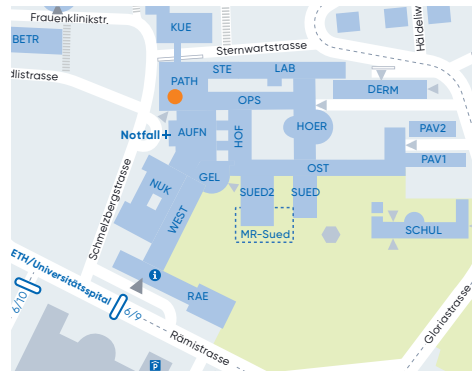 Frauenklinikstr.
KUE
BETR
Sternwartstrasse
Häldeliw
dlistrasse
PATH
STE
LAB
DERM
OPS
Notfall
AUFN
HOF
HOER
PAV2
PAV1
OST
GEL
NUK
SUED2
SUED
Schmelzbergstrasse
WEST
MR-Sued
SCHUL
ETH/Universitätsspital
i
6/10
6/9
RAE
Rämistrasse
Gloriastrasse
P